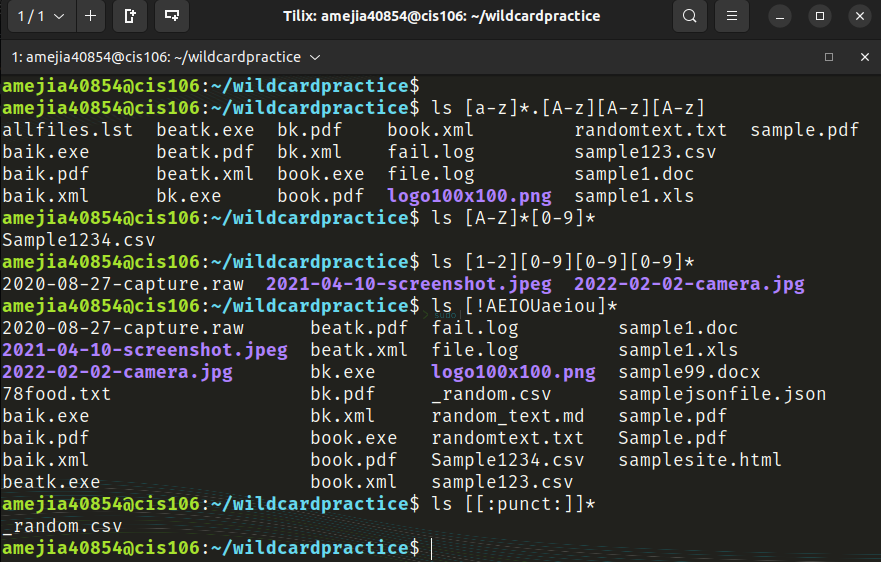 1 / 1 Tilix: amejia40854@cis106: ~/wildcardpractice
1: amejia40854@cis106: ~/wildcardpractice
amejia40854@cis106:~/wildcardpractice$
amejia40854@cis106:~/wildcardpractice$ ls [a-z]*.[A-z][A-z][A-z]
allfiles.lst beatk.exe bk.pdf book.xml randomtext.txt sample.pdf
baik.exe beatk.pdf bk.xml fail.log sample123.csv
baik.pdf beatk.xml book.exe file.log sample1.doc
baik.xml bk.exe book.pdf logo100x100.png sample1.xls
amejia40854@cis106:~/wildcardpractice$ ls [A-Z]*[0-9]*
Sample1234.csv
amejia40854@cis106:~/wildcardpractice$ ls [1-2][0-9][0-9][0-9]*
2020-08-27-capture.raw 2021-04-10-screenshot.jpeg 2022-02-02-camera.jpg
amejia40854@cis106:~/wildcardpractice$ ls [!AEIOUaeiou]*
2020-08-27-capture.raw beatk.pdf fail.log sample1.doc
2021-04-10-screenshot.jpeg beatk.xml file.log sample1.xls
2022-02-02-camera.jpg bk.exe logo100x100.png sample99.docx
78food.txt bk.pdf _random.csv samplejsonfile.json
baik.exe bk.xml random_text.md sample.pdf
baik.pdf book.exe randomtext.txt Sample.pdf
baik.xml book.pdf Sample1234.csv samplesite.html
beatk.exe book.xml sample123.csv
amejia40854@cis106:~/wildcardpractice$ ls [[:punct:]]*
_random.csv
amejia40854@cis106:~/wildcardpractice$